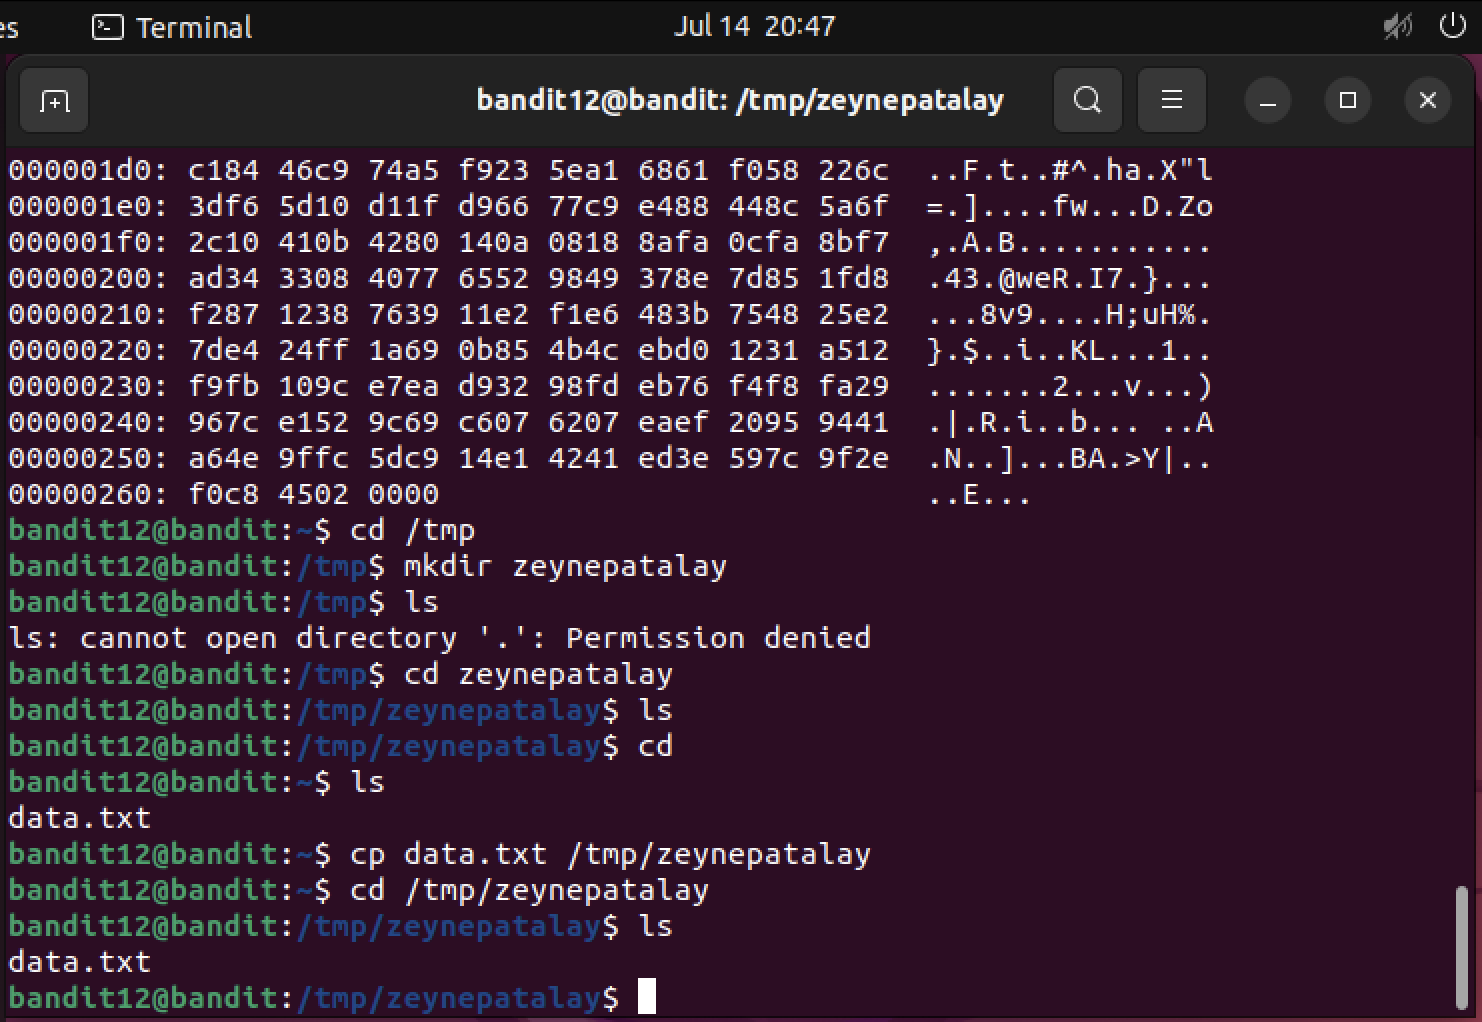 es
Terminal
Jul 14 20:47
bandit12@bandit: /tmp/zeynepatalay
000001d0: c184 46c9 74a5 f923 5ea1 6861 f058 226c  ..F.t..#^.ha.X"l
000001e0: 3df6 5d10 d11f d966 77c9 e488 448c 5a6f  =.]....fw...D.Zo
000001f0: 2c10 410b 4280 140a 0818 8afa 0cfa 8bf7  ,.A.B...........
00000200: ad34 3308 4077 6552 9849 378e 7d85 1fd8  .43.@weR.I7.}...
00000210: f287 1238 7639 11e2 f1e6 483b 7548 25e2  ...8v9....H;uH%.
00000220: 7de4 24ff 1a69 0b85 4b4c ebd0 1231 a512  }.$..i..KL...1..
00000230: f9fb 109c e7ea d932 98fd eb76 f4f8 fa29  .......2...v...)
00000240: 967c e152 9c69 c607 6207 eaef 2095 9441  .|.R.i..b... ..A
00000250: a64e 9ffc 5dc9 14e1 4241 ed3e 597c 9f2e  .N..]...BA.>Y|..
00000260: f0c8 4502 0000                           ..E...
bandit12@bandit:~$ cd /tmp
bandit12@bandit:/tmp$ mkdir zeynepatalay
bandit12@bandit:/tmp$ ls
ls: cannot open directory '.': Permission denied
bandit12@bandit:/tmp$ cd zeynepatalay
bandit12@bandit:/tmp/zeynepatalay$ ls
bandit12@bandit:/tmp/zeynepatalay$ cd
bandit12@bandit:~$ ls
data.txt
bandit12@bandit:~$ cp data.txt /tmp/zeynepatalay
bandit12@bandit:~$ cd /tmp/zeynepatalay
bandit12@bandit:/tmp/zeynepatalay$ ls
data.txt
bandit12@bandit:/tmp/zeynepatalay$